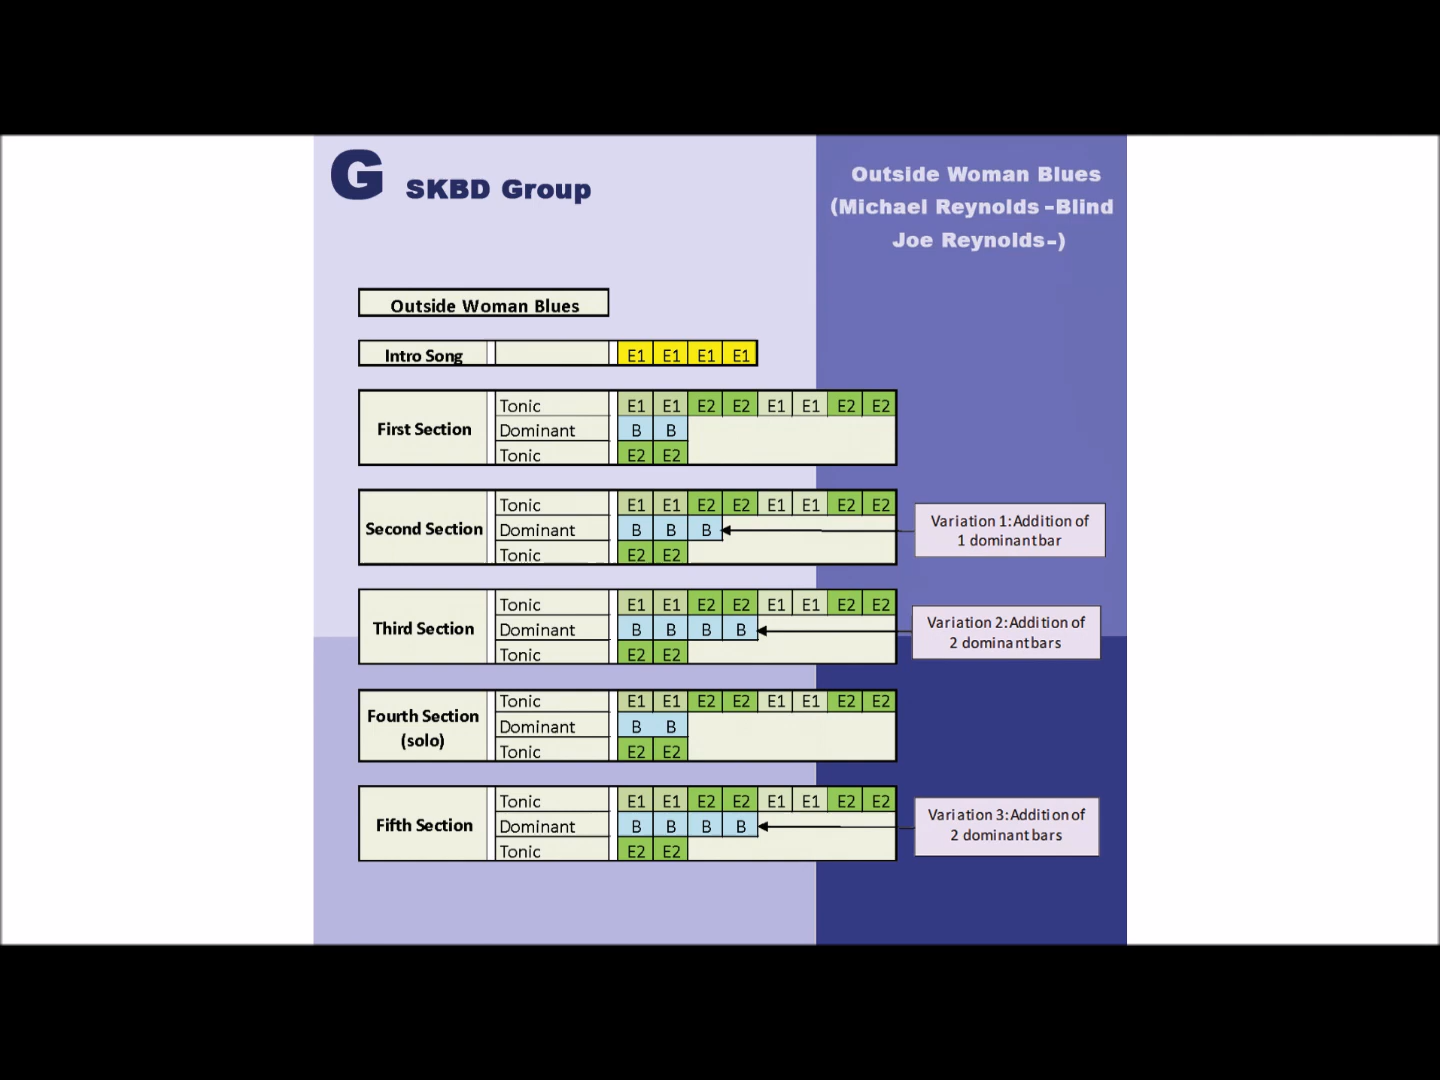 G SKBD Group
Outside Woman Blues
(Michael Reynolds -Blind
Joe Reynolds-)
Outside Woman Blues
Intro Song E1 E1 E1 E1
First Section
Tonic E1 E1 E2 E2 E1 E1 E2 E2
Dominant B B
Tonic E2 E2
Second Section
Tonic E1 E1 E2 E2 E1 E1 E2 E2
Dominant B B B
Tonic E2 E2
Variation 1:Addition of
1 dominant bar
Third Section
Tonic E1 E1 E2 E2 E1 E1 E2 E2
Dominant B B B B
Tonic E2 E2
Variation 2:Addition of
2 dominant bars
Fourth Section
(solo)
Tonic E1 E1 E2 E2 E1 E1 E2 E2
Dominant B B
Tonic E2 E2
Fifth Section
Tonic E1 E1 E2 E2 E1 E1 E2 E2
Dominant B B B B
Tonic E2 E2
Variation 3:Addition of
2 dominant bars